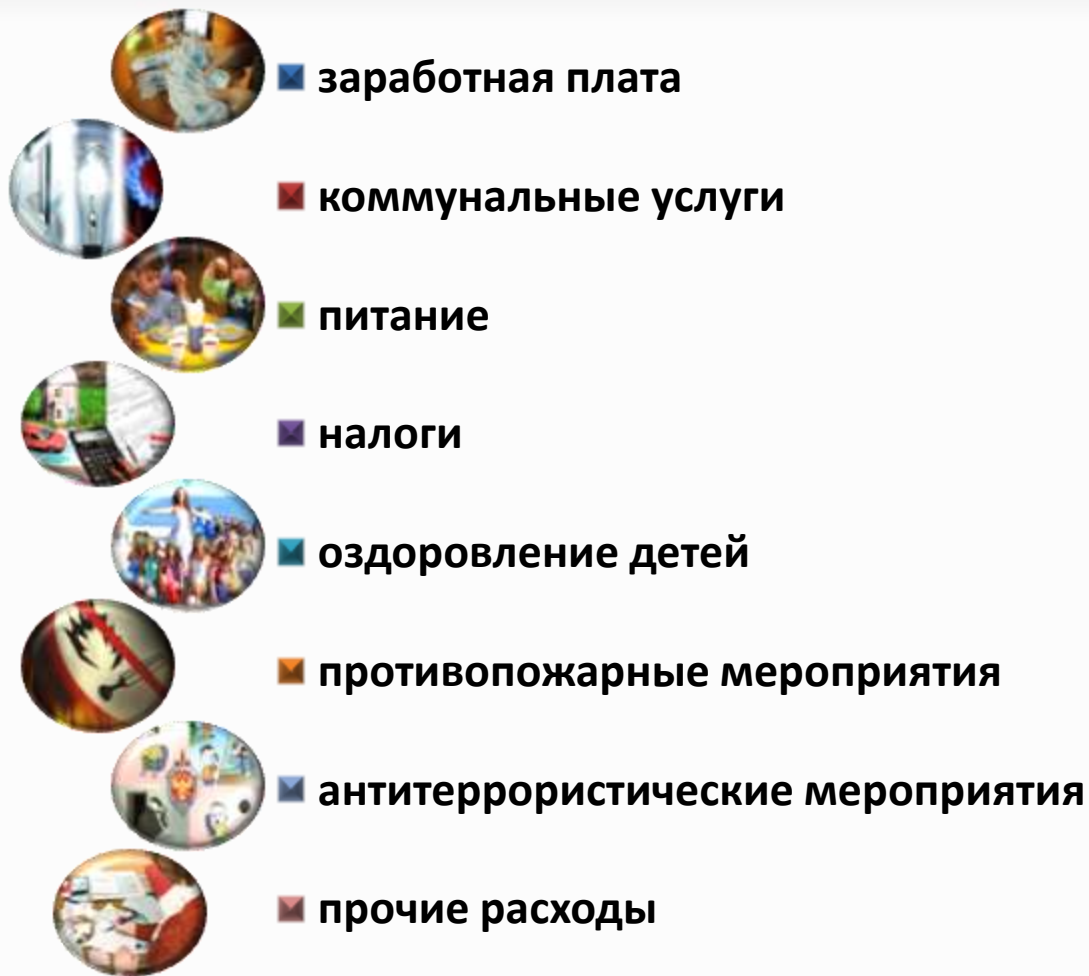 заработная плата
коммунальные услуги
питание
налоги
оздоровление детей
противопожарные мероприятия
антитеррористические мероприятия
прочие расходы